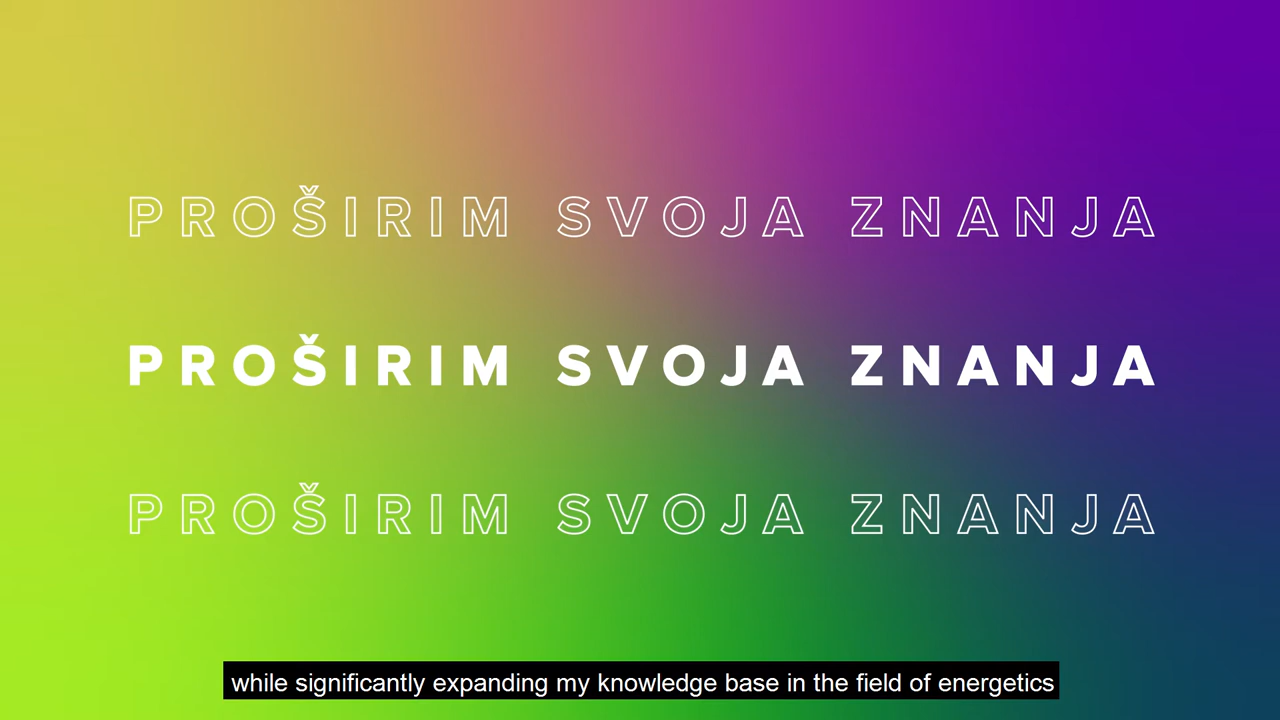 PROŠIRIM SVOJA ZNANJA
PROŠIRIM SVOJA ZNANJA
PROŠIRIM SVOJA ZNANJA
while significantly expanding my knowledge base in the field of energetics